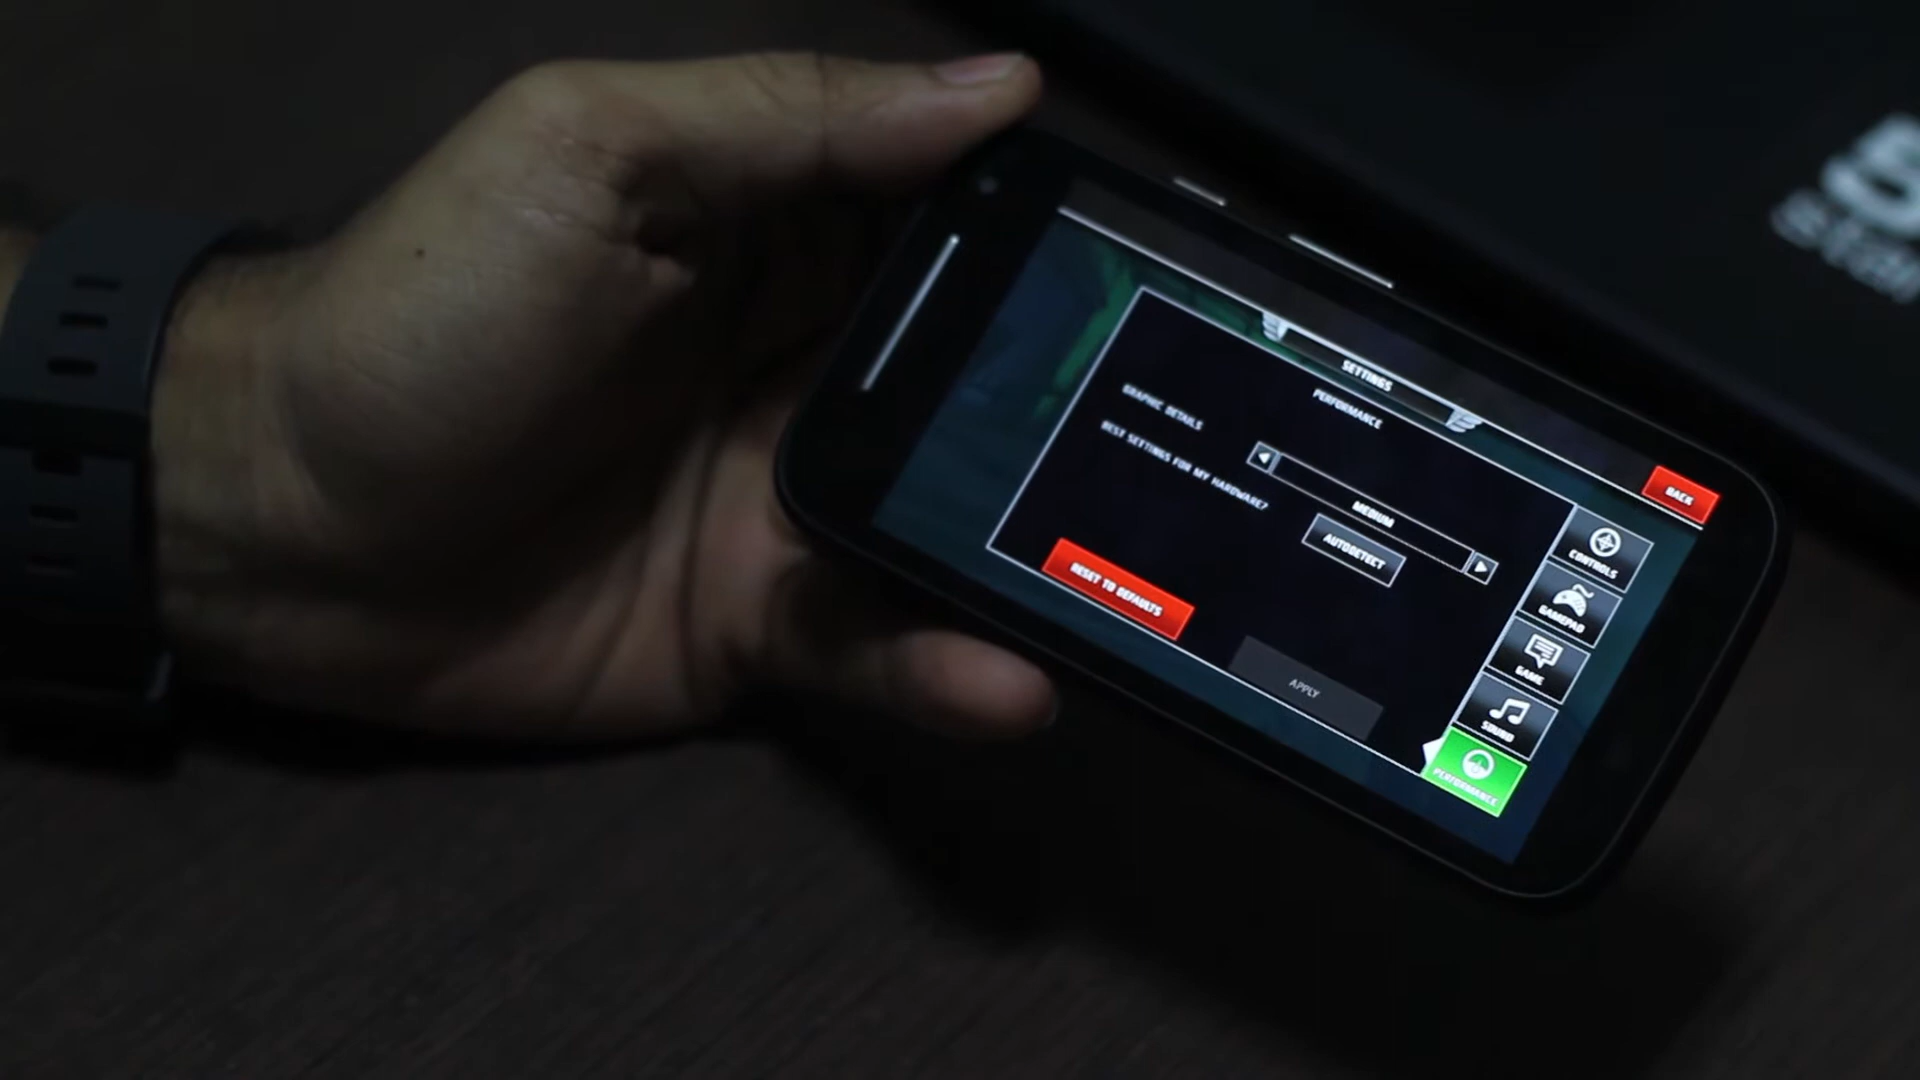 SETTINGS
PERFORMANCE
GRAPHIC DETAILS
MEDIUM
BEST SETTINGS FOR MY HARDWARE?
AUTODETECT
RESET TO DEFAULTS
APPLY
BACK
CONTROLS
GAMEPAD
GAME
SOUND
PERFORMANCE